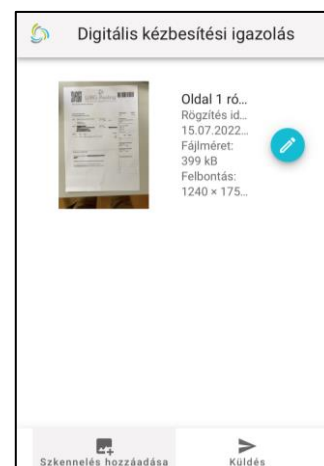 Digitális kézbesítési igazolás
Oldal 1 ró...
Rögzítés id...
15.07.2022...
Fájlméret:
399 kB
Felbontás:
1240 × 175...
Szkennelés hozzáadása
Küldés